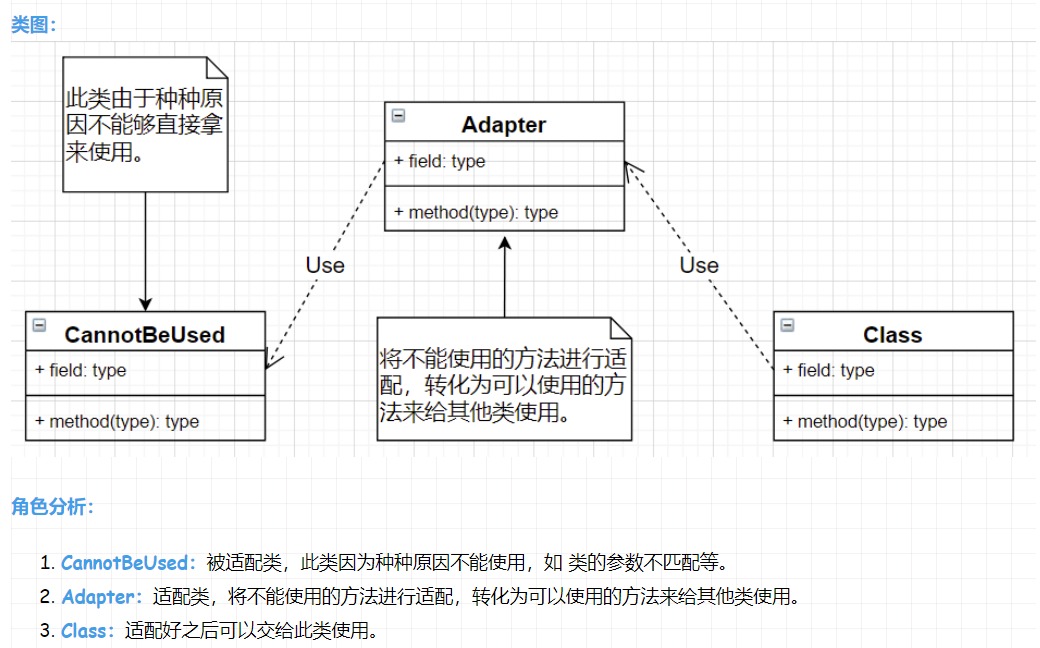 类图：
此类由于种种原
因不能够直接拿
来使用。
Adapter
+ field: type
+ method(type): type
Use
Use
CannotBeUsed
+ field: type
+ method(type): type
将不能使用的方法进行适
配，转化为可以使用的方
法来给其他类使用。
Class
+ field: type
+ method(type): type
角色分析：
1. CannotBeUsed：被适配类，此类因为种种原因不能使用，如 类的参数不匹配等。
2. Adapter：适配类，将不能使用的方法进行适配，转化为可以使用的方法来给其他类使用。
3. Class：适配好之后可以交给此类使用。